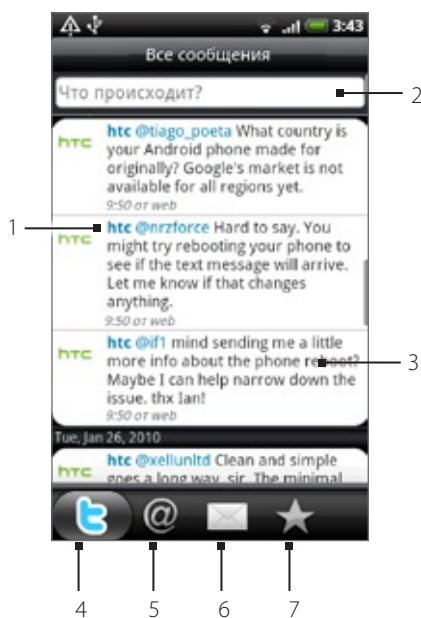 3:43
Все сообщения
Что происходит?
2
htc @tiago_poeta What country is
your Android phone made for
originally? Google's market is not
available for all regions yet.
9:50 от web
hTC
1
htc @nrzforce Hard to say. You
might try rebooting your phone to
see if the text message will arrive.
Let me know if that changes
anything.
9:50 от web
hTC
htc @if1 mind sending me a little
more info about the phone reboot?
Maybe I can help narrow down the
issue. thx Ian!
9:50 от web
hTC
3
Tue, Jan 26, 2010
htc @xellunltd Clean and simple
goes a long way, sir. The minimal
hTC
@
4 5 6 7